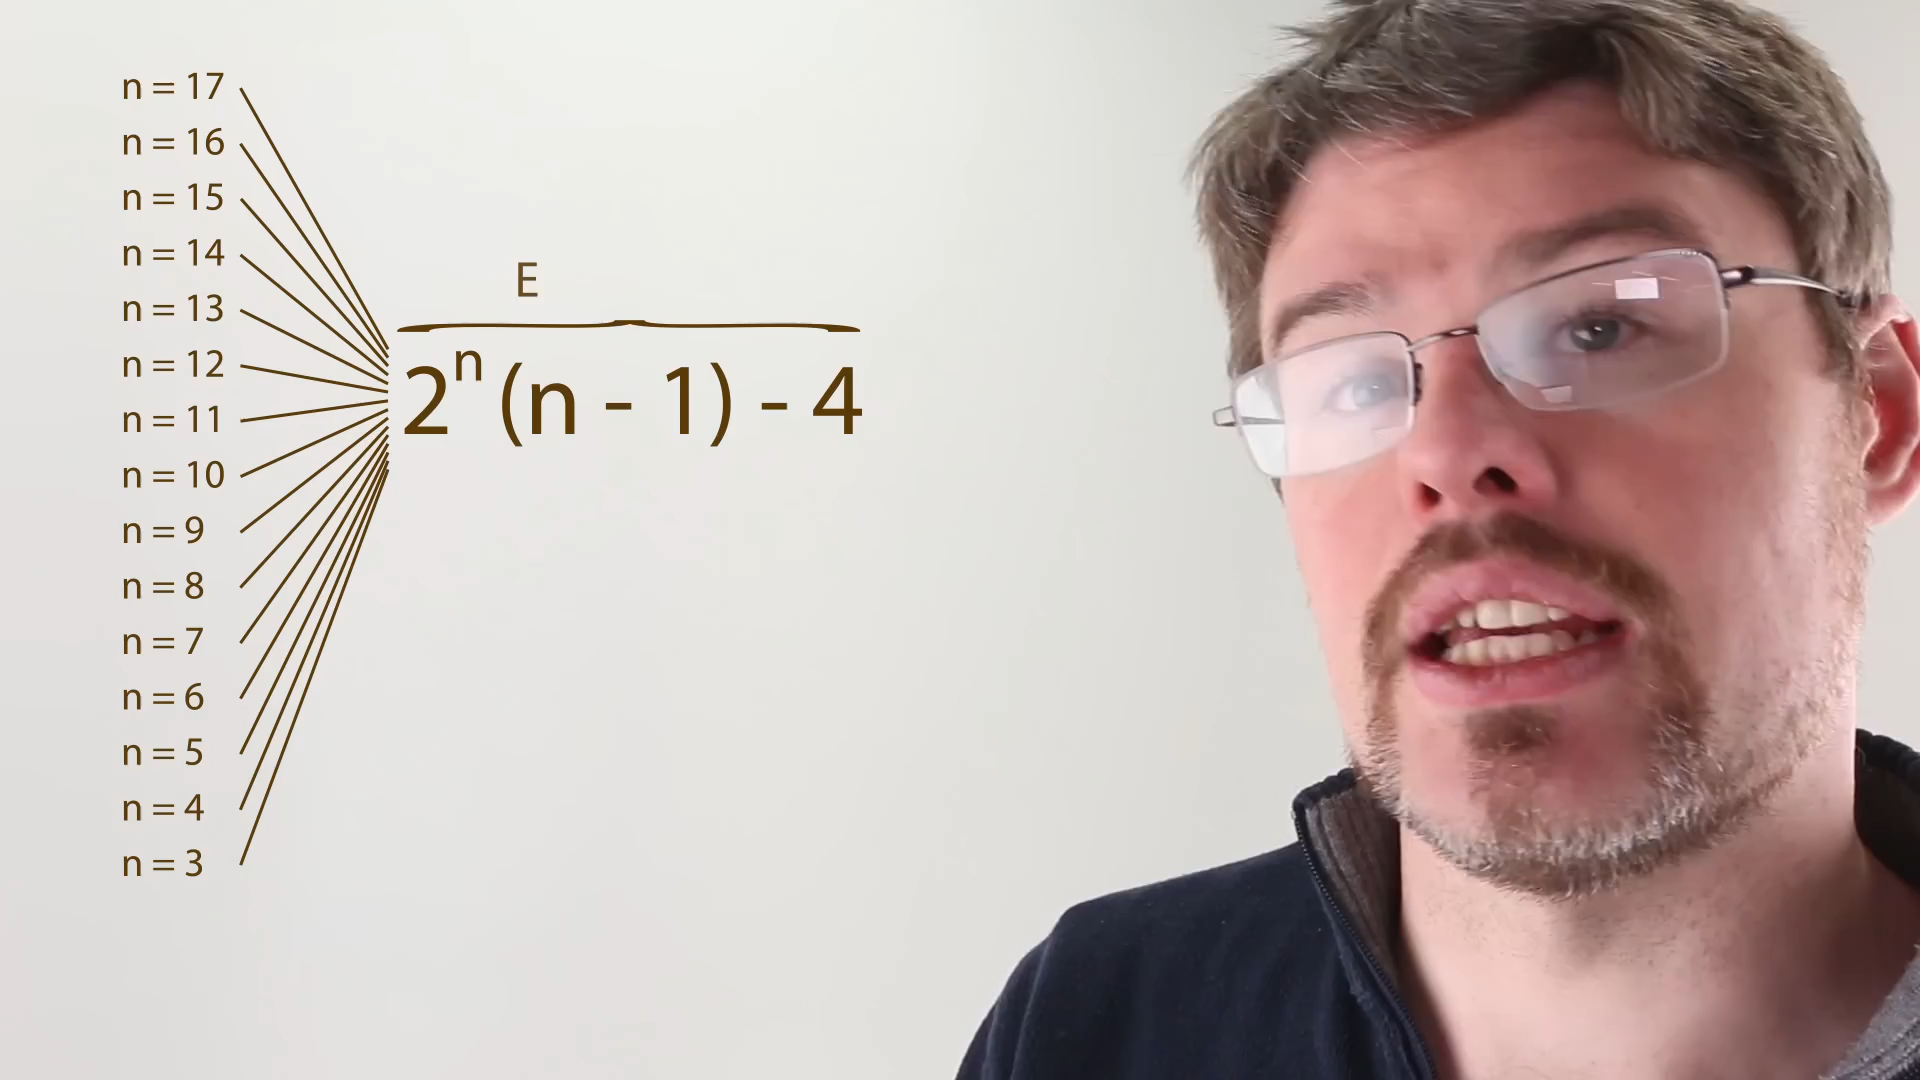 n = 17
n = 16
n = 15
n = 14
n = 13
n = 12
n = 11
n = 10
n = 9
n = 8
n = 7
n = 6
n = 5
n = 4
n = 3
E
2ⁿ (n - 1) - 4